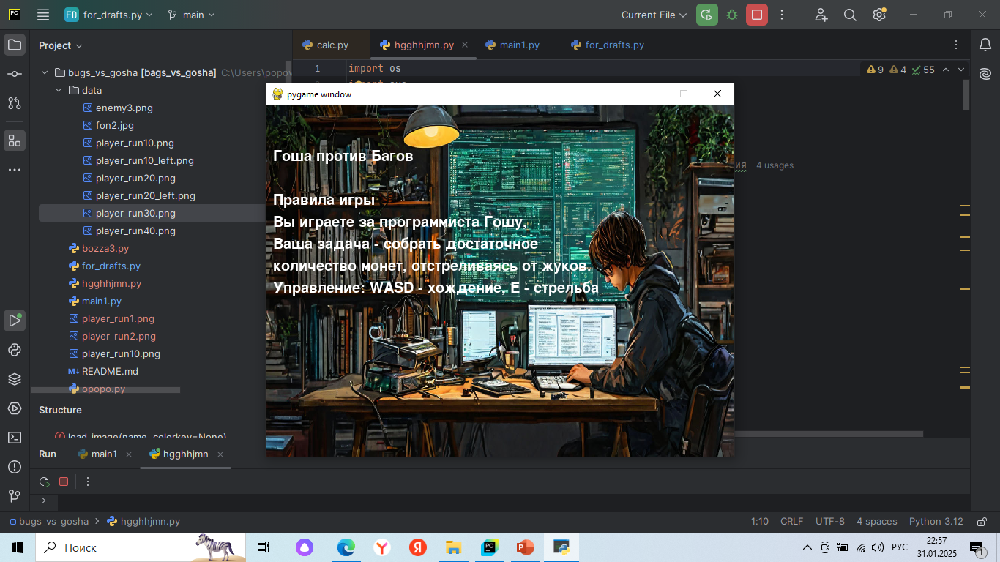 FD for_drafts.py
main
Current File
Project
calc.py
hgghhjmn.py
main1.py
for_drafts.py
bugs_vs_gosha [bags_vs_gosha] C:\Users\popov
1 import os
9 4 55
data
pygame window
enemy3.png
fon2.jpg
player_run10.png
player_run10_left.png
player_run20.png
player_run20_left.png
player_run30.png
player_run40.png
bozza3.py
for_drafts.py
hgghhjmn.py
main1.py
player_run1.png
player_run2.png
player_run10.png
README.md
opopo.py
4 usages
Гоша против Багов
Правила игры
Вы играете за программиста Гошу,
Ваша задача - собрать достаточное
количество монет, отстреливаясь от жуков.
Управление: WASD - хождение, E - стрельба
Structure
load_image(name, colorkey=None)
Run
main1
hgghhjmn
bugs_vs_gosha
hgghhjmn.py
1:10 CRLF UTF-8 4 spaces Python 3.12
Поиск
РУС
22:57
31.01.2025
1